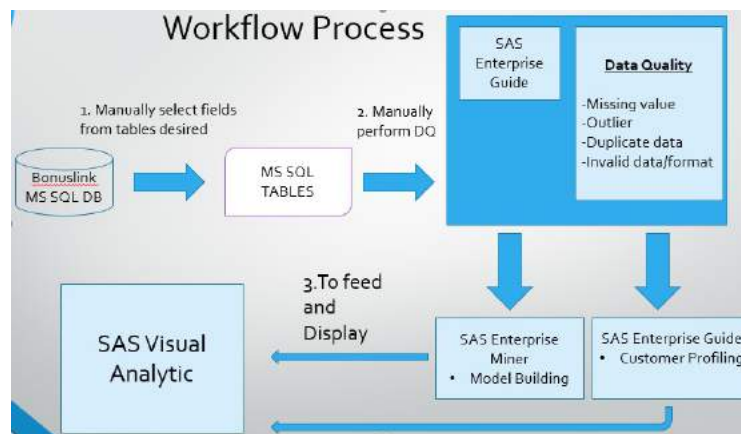 Workflow Process
1. Manually select fields
from tables desired
2. Manually
perform DQ
SAS
Enterprise
Guide
Data Quality
-Missing value
-Outlier
-Duplicate data
-Invalid data/format
Bonuslink
MS SQL DB
MS SQL
TABLES
3.To feed
and
Display
SAS Visual
Analytic
SAS Enterprise
Miner
• Model Building
SAS Enterprise Guide
• Customer Profiling